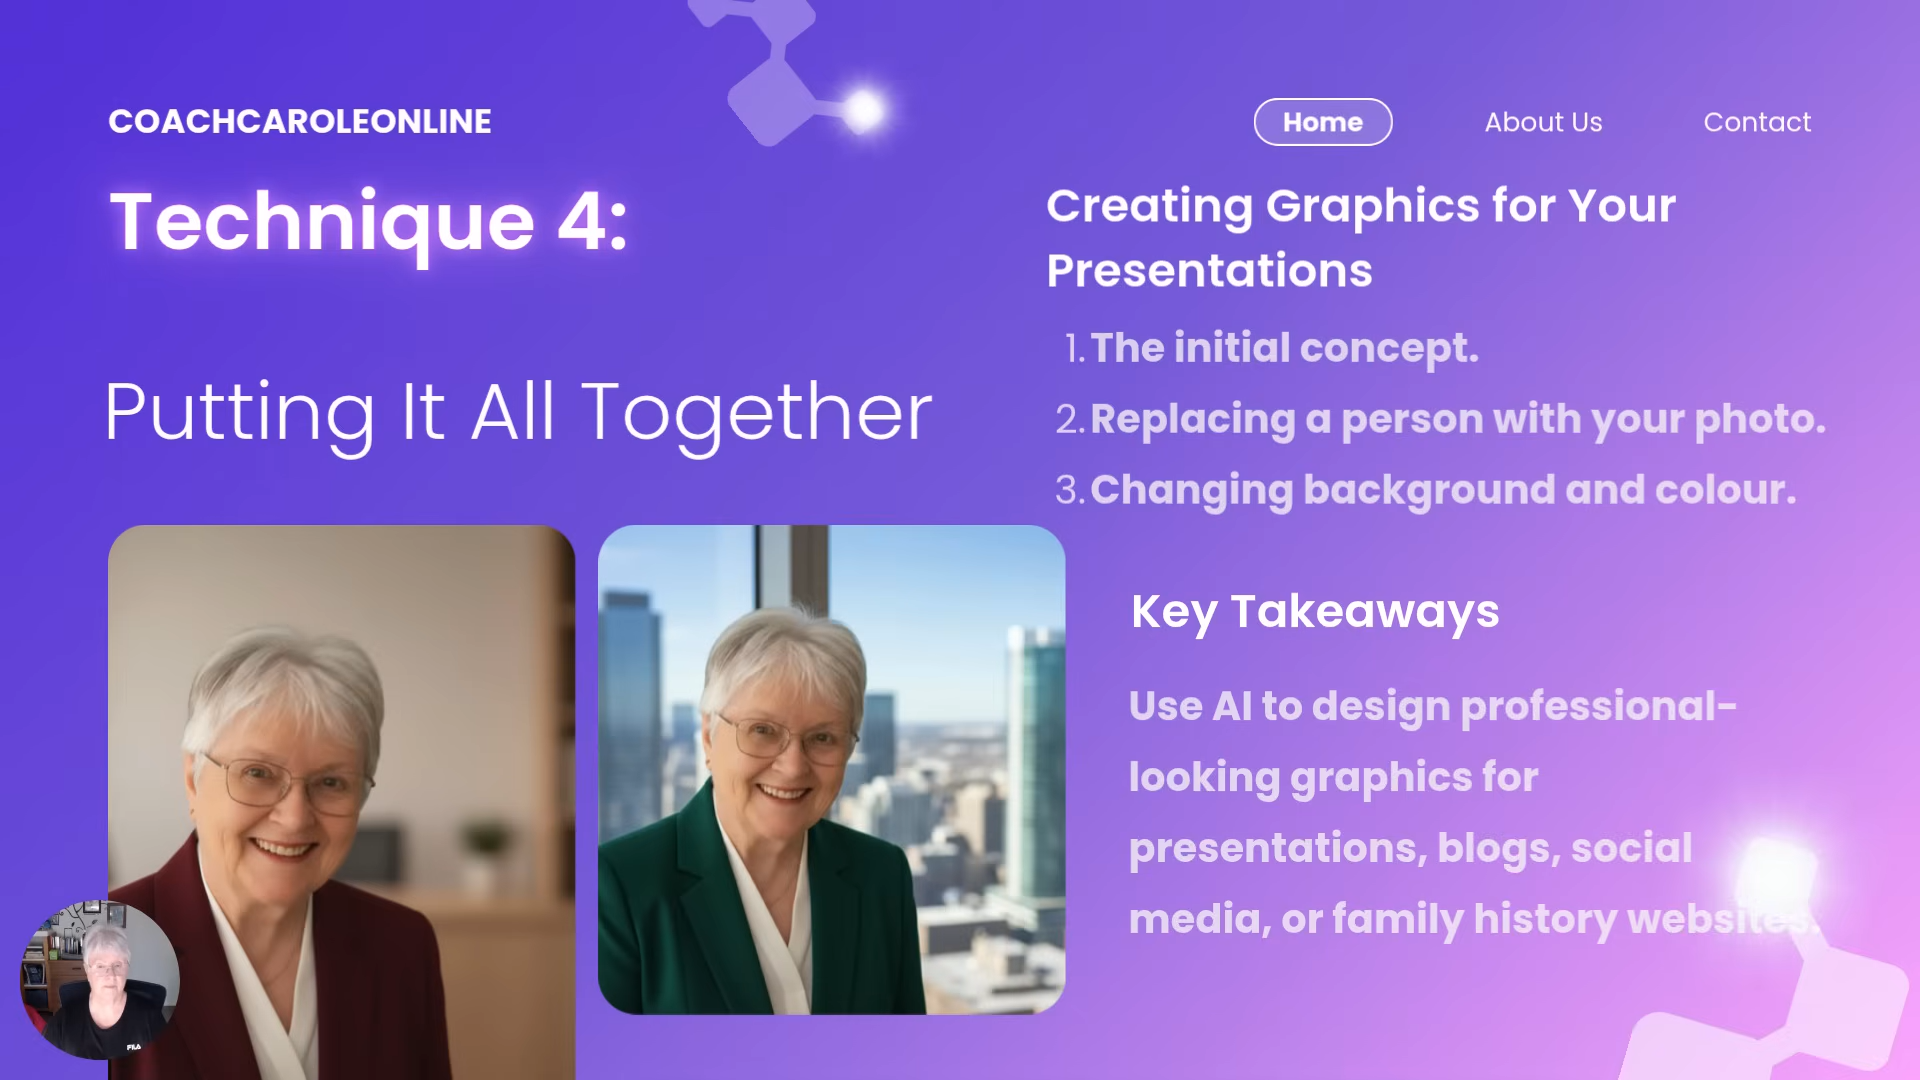 COACHCAROLEONLINE
Home
About Us
Contact
Technique 4:
Putting It All Together
Creating Graphics for Your
Presentations
1. The initial concept.
2. Replacing a person with your photo.
3. Changing background and colour.
Key Takeaways
Use AI to design professional-
looking graphics for
presentations, blogs, social
media, or family history websites.
FILA